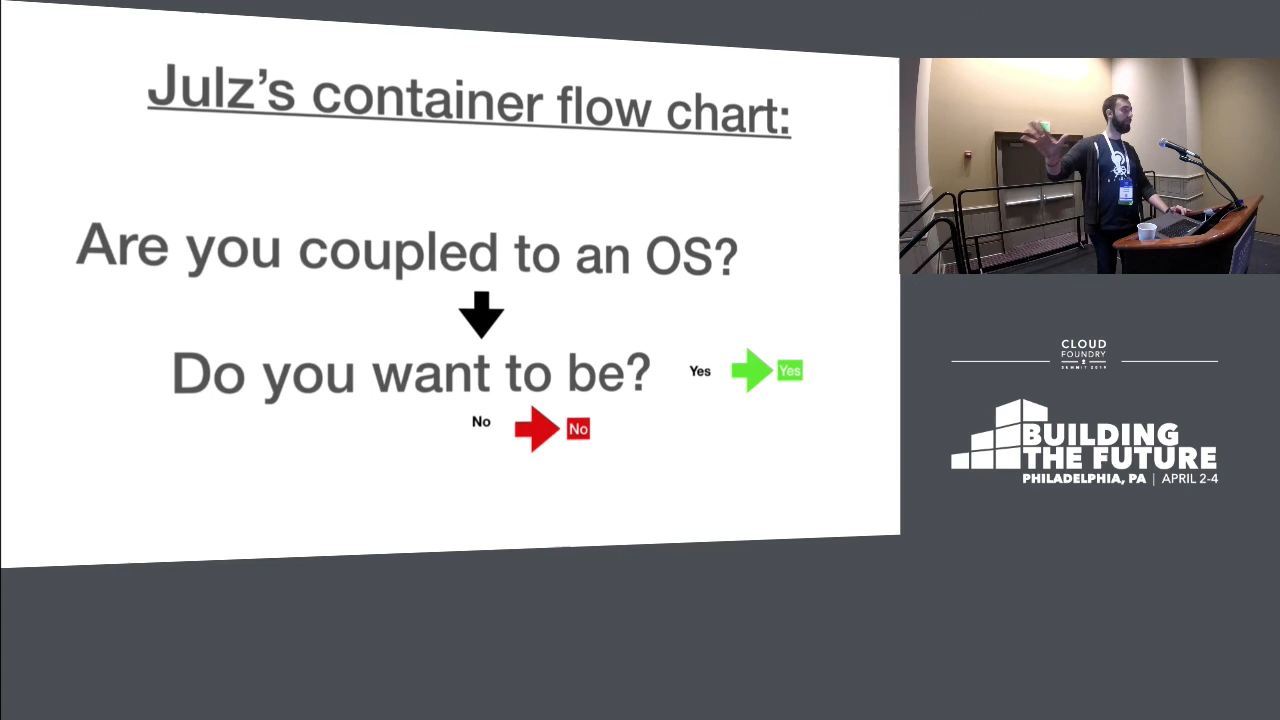 Julz's container flow chart:
Are you coupled to an OS?
Do you want to be?
Yes
Yes
No
No
CLOUD
FOUNDRY
SUMMIT 2019
BUILDING
THE FUTURE
PHILADELPHIA, PA | APRIL 2-4